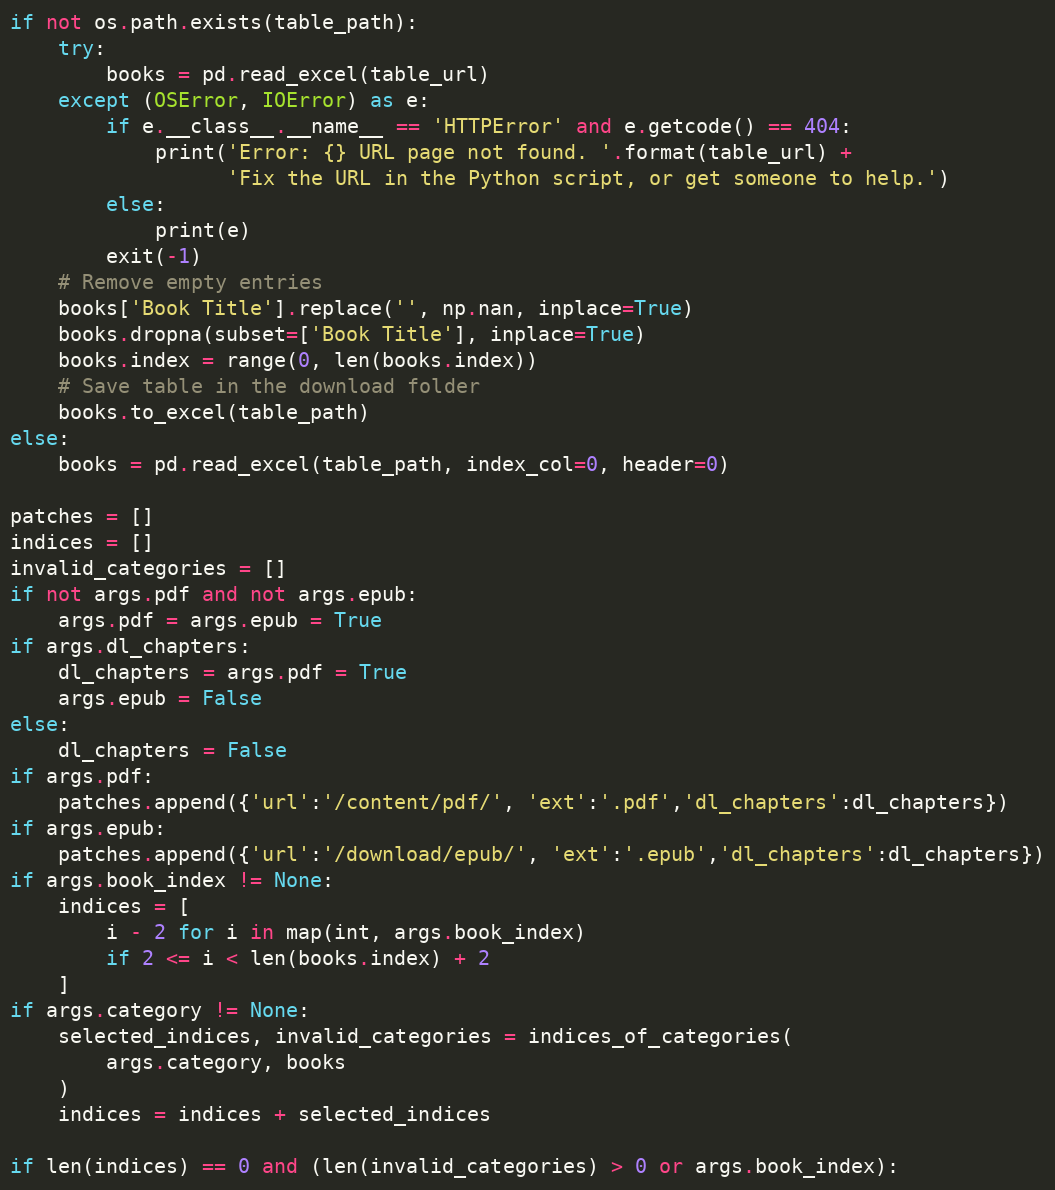 if not os.path.exists(table_path):
    try:
        books = pd.read_excel(table_url)
    except (OSError, IOError) as e:
        if e.__class__.__name__ == 'HTTPError' and e.getcode() == 404:
            print('Error: {} URL page not found. '.format(table_url) +
                  'Fix the URL in the Python script, or get someone to help.')
        else:
            print(e)
        exit(-1)
    # Remove empty entries
    books['Book Title'].replace('', np.nan, inplace=True)
    books.dropna(subset=['Book Title'], inplace=True)
    books.index = range(0, len(books.index))
    # Save table in the download folder
    books.to_excel(table_path)
else:
    books = pd.read_excel(table_path, index_col=0, header=0)

patches = []
indices = []
invalid_categories = []
if not args.pdf and not args.epub:
    args.pdf = args.epub = True
if args.dl_chapters:
    dl_chapters = args.pdf = True
    args.epub = False
else:
    dl_chapters = False
if args.pdf:
    patches.append({'url':'/content/pdf/', 'ext':'.pdf','dl_chapters':dl_chapters})
if args.epub:
    patches.append({'url':'/download/epub/', 'ext':'.epub','dl_chapters':dl_chapters})
if args.book_index != None:
    indices = [
        i - 2 for i in map(int, args.book_index)
        if 2 <= i < len(books.index) + 2
    ]
if args.category != None:
    selected_indices, invalid_categories = indices_of_categories(
        args.category, books
    )
    indices = indices + selected_indices

if len(indices) == 0 and (len(invalid_categories) > 0 or args.book_index):